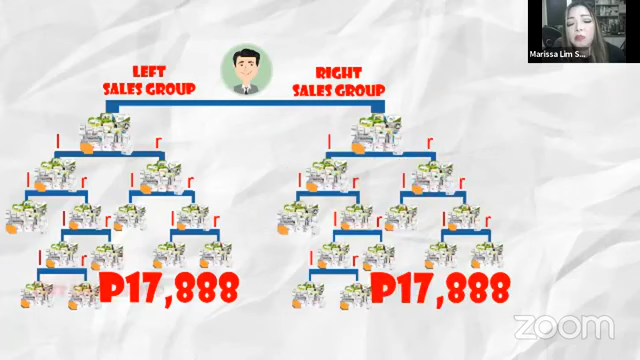 Marissa Lim S...
LEFT
SALES GROUP
RIGHT
SALES GROUP
l r
l r
l r
l r
l r
l r
l r
l r
l r
l r
l r
l r
P17,888
P17,888
zoom